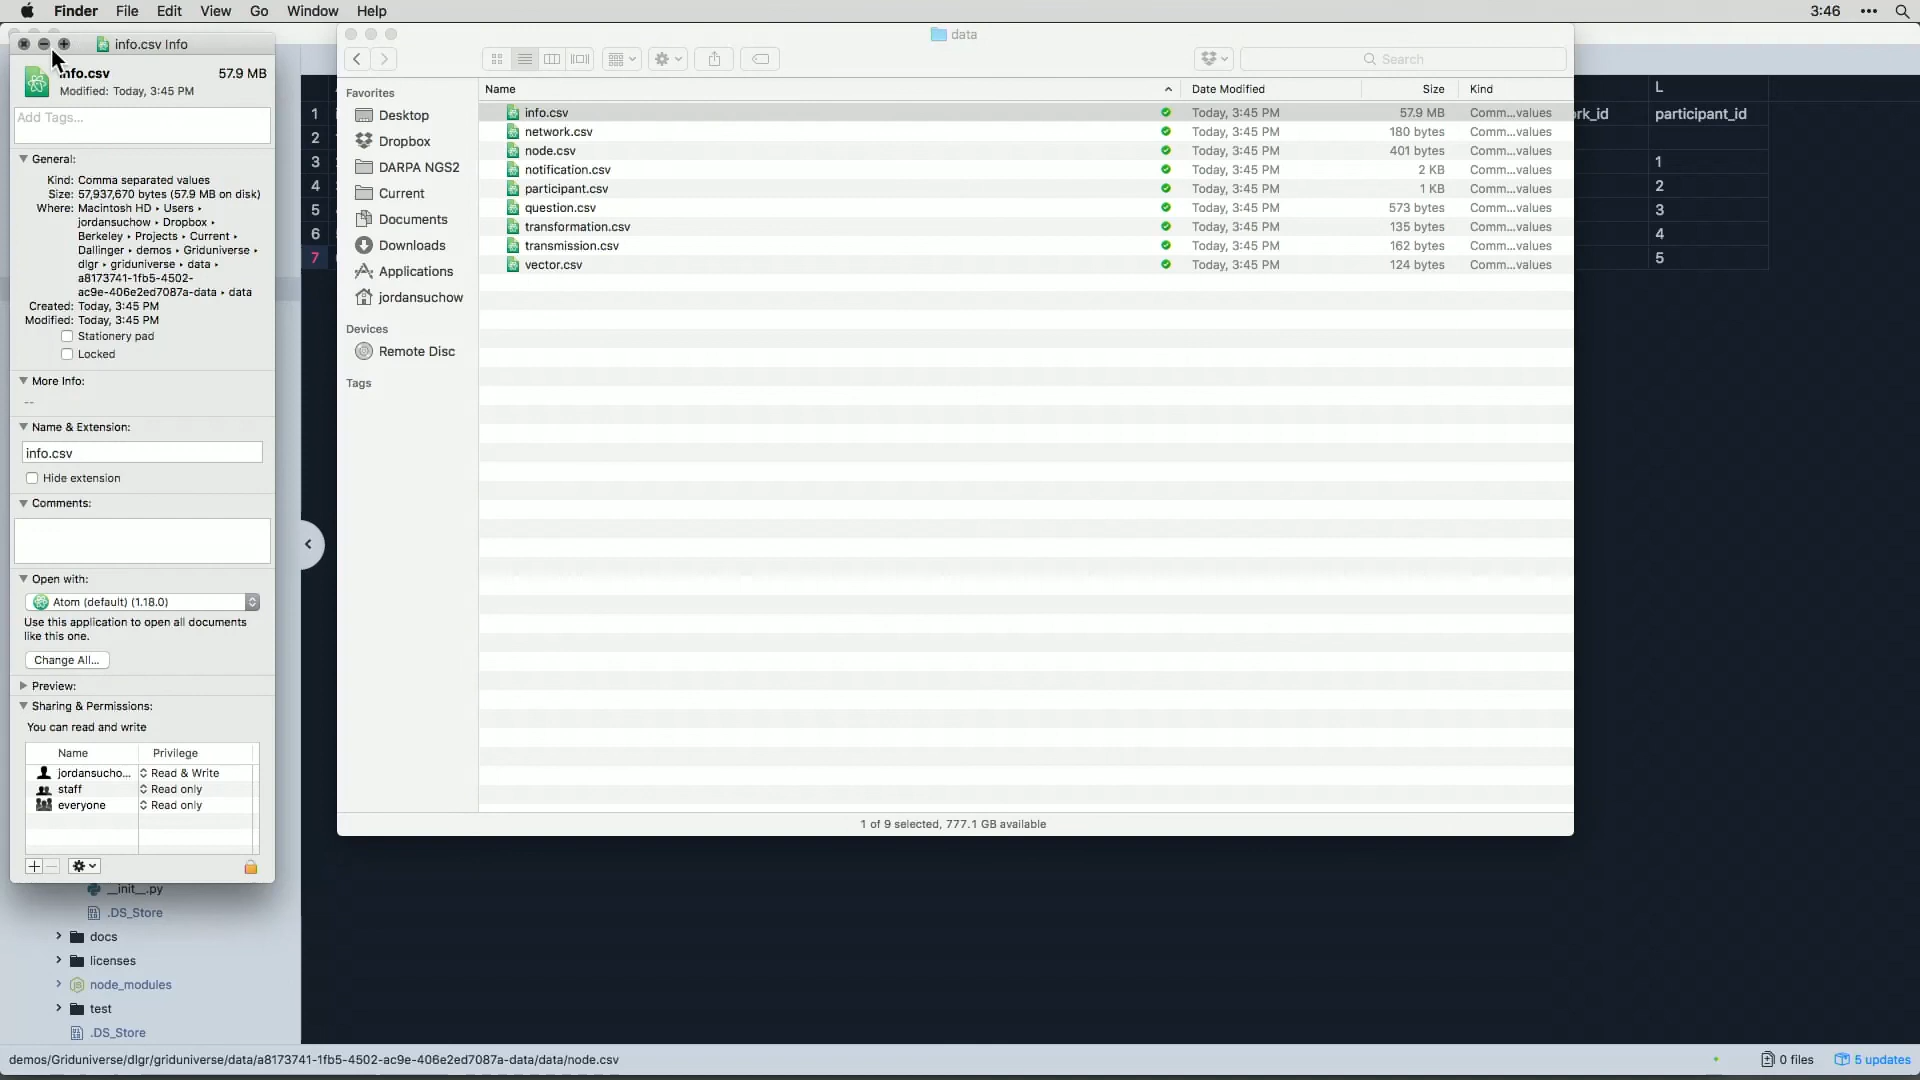 Finder File Edit View Go Window Help 3:46
info.csv Info
info.csv 57.9 MB
Modified: Today, 3:45 PM
Add Tags...
General:
Kind: Comma separated values
Size: 57,937,670 bytes (57.9 MB on disk)
Where: Macintosh HD ▸ Users ▸
jordansuchow ▸ Dropbox ▸
Berkeley ▸ Projects ▸ Current ▸
Dallinger ▸ demos ▸ Griduniverse ▸
dlgr ▸ griduniverse ▸ data ▸
a8173741-1fb5-4502-
ac9e-406e2ed7087a-data ▸ data
Created: Today, 3:45 PM
Modified: Today, 3:45 PM
Stationery pad
Locked
More Info:
--
Name & Extension:
info.csv
Hide extension
Comments:
Open with:
Atom (default) (1.18.0)
Use this application to open all documents
like this one.
Change All...
Preview:
Sharing & Permissions:
You can read and write
Name Privilege
jordansucho... Read & Write
staff Read only
everyone Read only
__init__.py
.DS_Store
docs
licenses
node_modules
test
.DS_Store
1
2
3
4
5
6
7
data
Search
Favorites
Desktop
Dropbox
DARPA NGS2
Current
Documents
Downloads
Applications
jordansuchow
Devices
Remote Disc
Tags
Name Date Modified Size Kind
info.csv Today, 3:45 PM 57.9 MB Comm...values
network.csv Today, 3:45 PM 180 bytes Comm...values
node.csv Today, 3:45 PM 401 bytes Comm...values
notification.csv Today, 3:45 PM 2 KB Comm...values
participant.csv Today, 3:45 PM 1 KB Comm...values
question.csv Today, 3:45 PM 573 bytes Comm...values
transformation.csv Today, 3:45 PM 135 bytes Comm...values
transmission.csv Today, 3:45 PM 162 bytes Comm...values
vector.csv Today, 3:45 PM 124 bytes Comm...values
1 of 9 selected, 777.1 GB available
L
rk_id participant_id
1
2
3
4
5
demos/Griduniverse/dlgr/griduniverse/data/a8173741-1fb5-4502-ac9e-406e2ed7087a-data/data/node.csv 0 files 5 updates